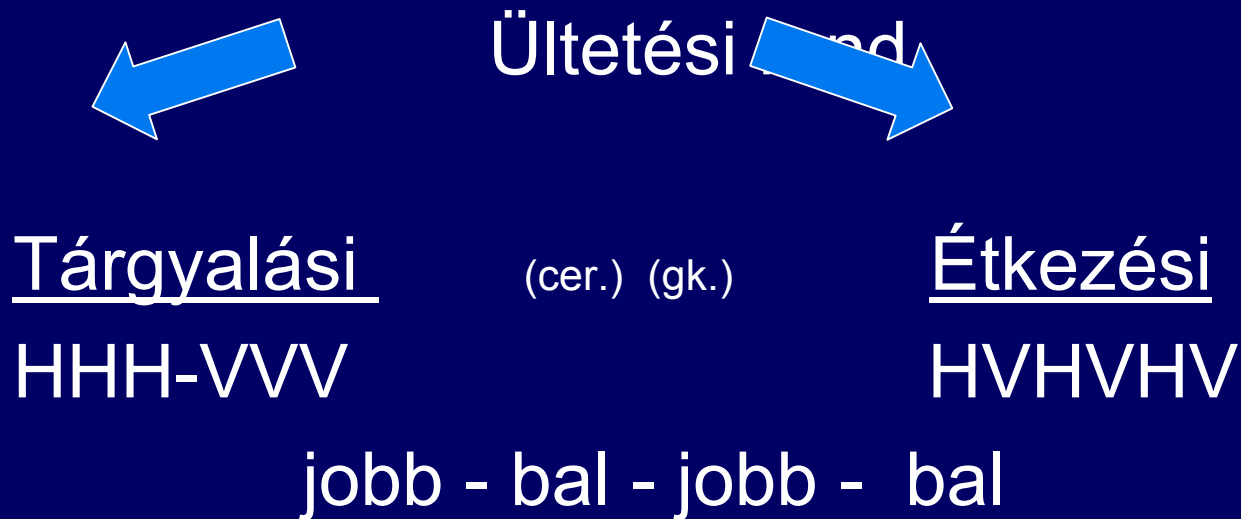 Ültetési
Tárgyalási (cer.) (gk.) Étkezési
HHH-VVV HVHVHV
jobb - bal - jobb - bal